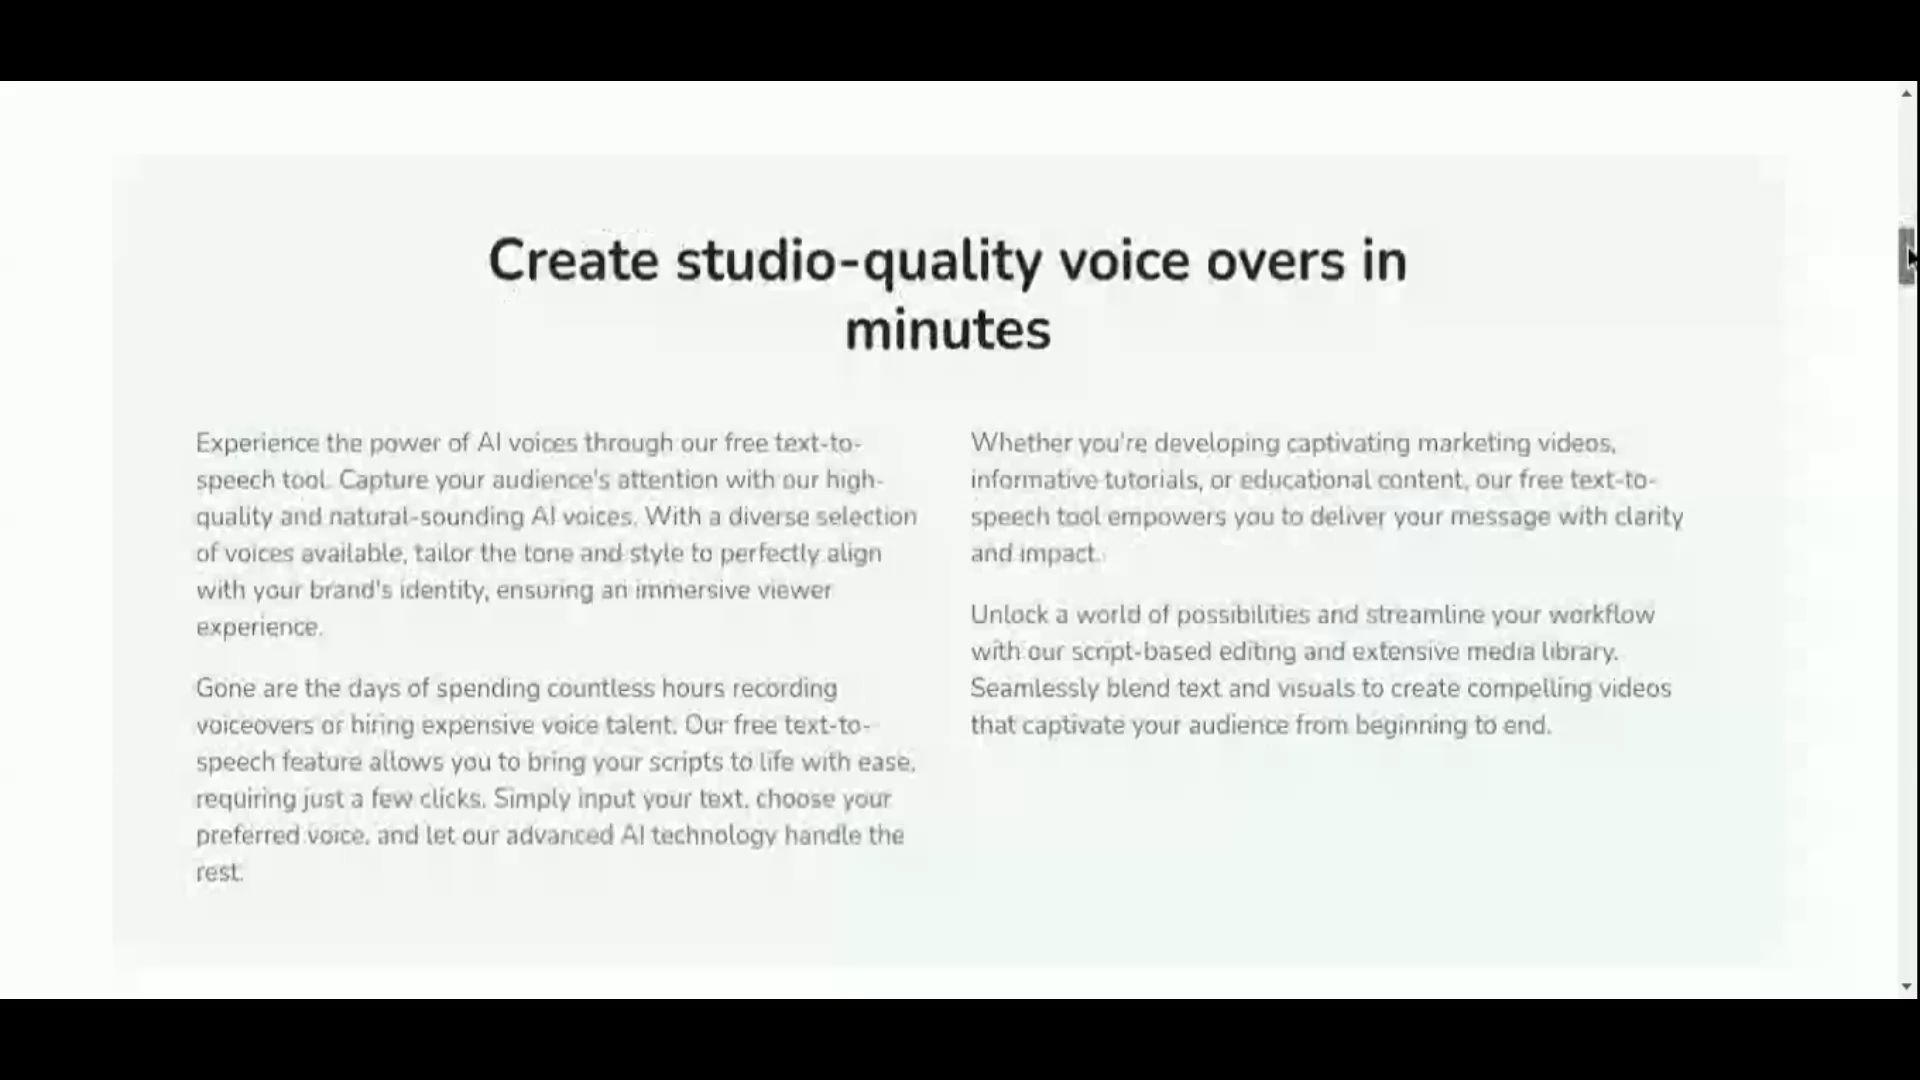 Create studio-quality voice overs in
minutes
Experience the power of AI voices through our free text-to-
speech tool. Capture your audience's attention with our high-
quality and natural-sounding AI voices. With a diverse selection
of voices available, tailor the tone and style to perfectly align
with your brand's identity, ensuring an immersive viewer
experience.
Gone are the days of spending countless hours recording
voiceovers or hiring expensive voice talent. Our free text-to-
speech feature allows you to bring your scripts to life with ease,
requiring just a few clicks. Simply input your text, choose your
preferred voice, and let our advanced AI technology handle the
rest.
Whether you're developing captivating marketing videos,
informative tutorials, or educational content, our free text-to-
speech tool empowers you to deliver your message with clarity
and impact.
Unlock a world of possibilities and streamline your workflow
with our script-based editing and extensive media library.
Seamlessly blend text and visuals to create compelling videos
that captivate your audience from beginning to end.